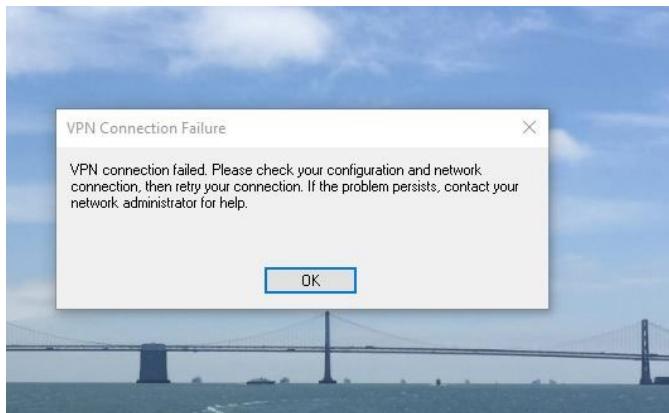 VPN Connection Failure
VPN connection failed. Please check your configuration and network
connection, then retry your connection. If the problem persists, contact your
network administrator for help.
OK